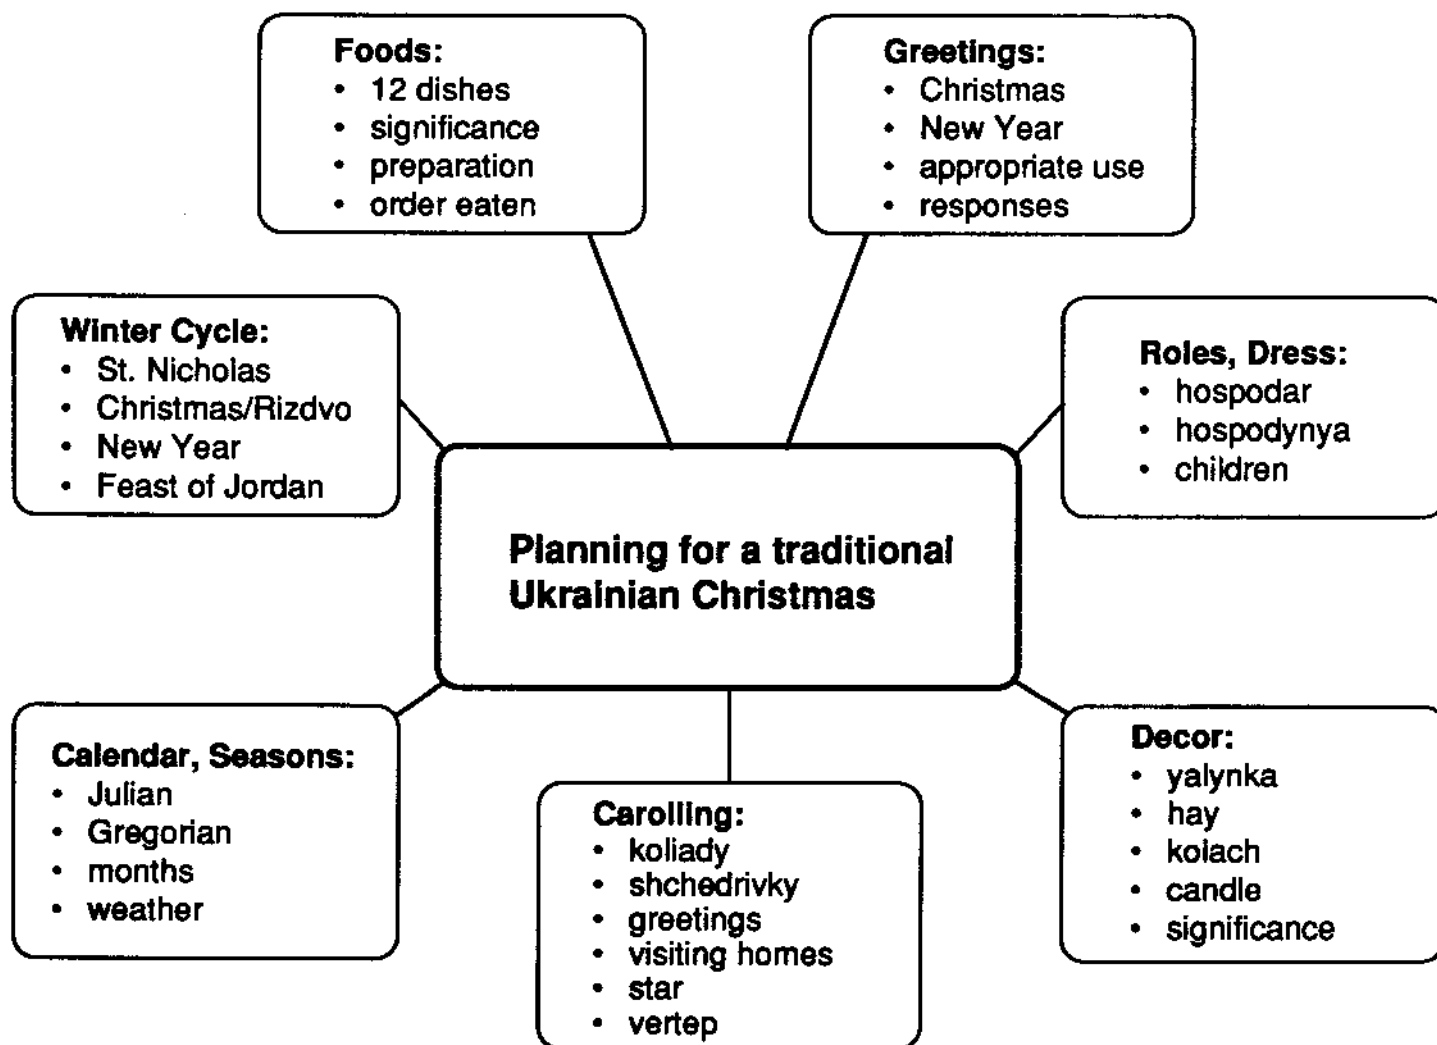 Foods:
• 12 dishes
• significance
• preparation
• order eaten
Greetings:
• Christmas
• New Year
• appropriate use
• responses
Winter Cycle:
• St. Nicholas
• Christmas/Rizdvo
• New Year
• Feast of Jordan
Roles, Dress:
• hospodar
• hospodynya
• children
Planning for a traditional
Ukrainian Christmas
Calendar, Seasons:
• Julian
• Gregorian
• months
• weather
Carolling:
• koliady
• shchedrivky
• greetings
• visiting homes
• star
• vertep
Decor:
• yalynka
• hay
• kolach
• candle
• significance